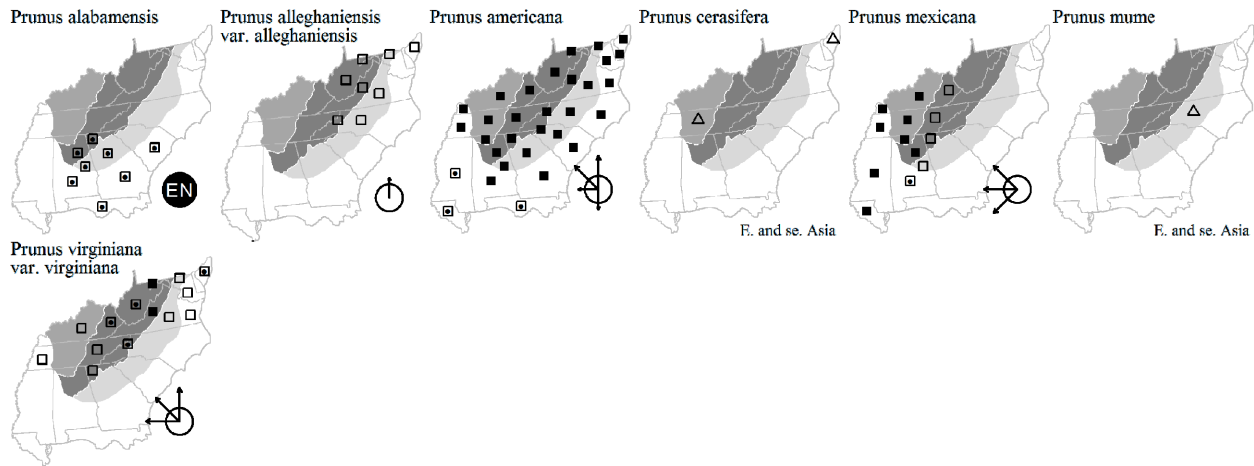 Prunus alabamensis
Prunus alleghaniensis
var. alleghaniensis
Prunus americana
Prunus cerasifera
Prunus mexicana
Prunus mume
EN
E. and se. Asia
E. and se. Asia
Prunus virginiana
var. virginiana